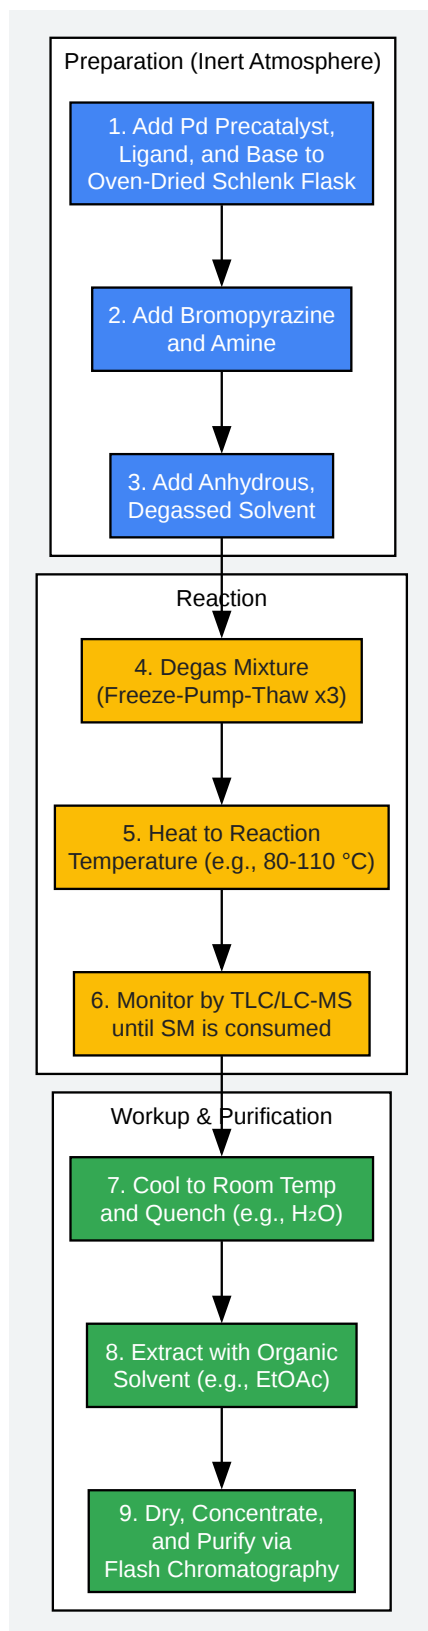 Preparation (Inert Atmosphere)
1. Add Pd Precatalyst,
Ligand, and Base to
Oven-Dried Schlenk Flask
2. Add Bromopyrazine
and Amine
3. Add Anhydrous,
Degassed Solvent
Reaction
4. Degas Mixture
(Freeze-Pump-Thaw x3)
5. Heat to Reaction
Temperature (e.g., 80-110 °C)
6. Monitor by TLC/LC-MS
until SM is consumed
Workup & Purification
7. Cool to Room Temp
and Quench (e.g., H₂O)
8. Extract with Organic
Solvent (e.g., EtOAc)
9. Dry, Concentrate,
and Purify via
Flash Chromatography